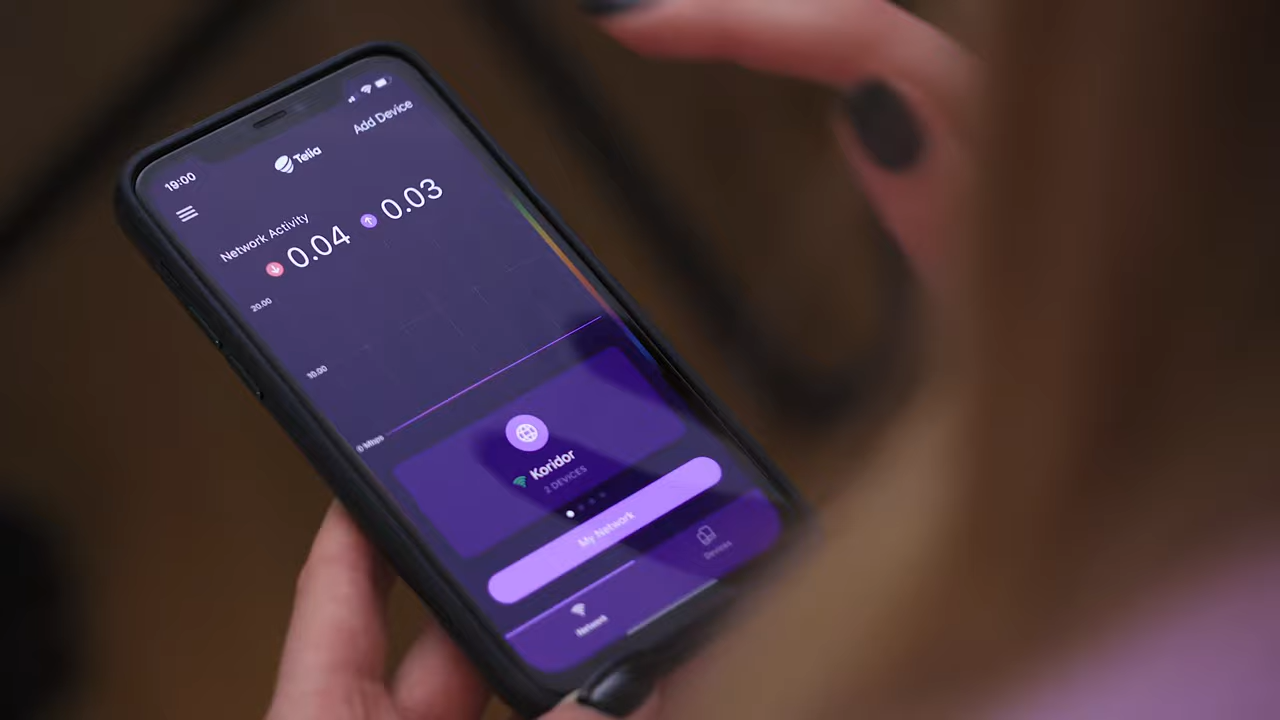 19:00
Telia
Add Device
Network Activity
0.04
0.03
20.00
10.00
0 Mbps
Koridor
2 DEVICES
My Network
Network
Devices